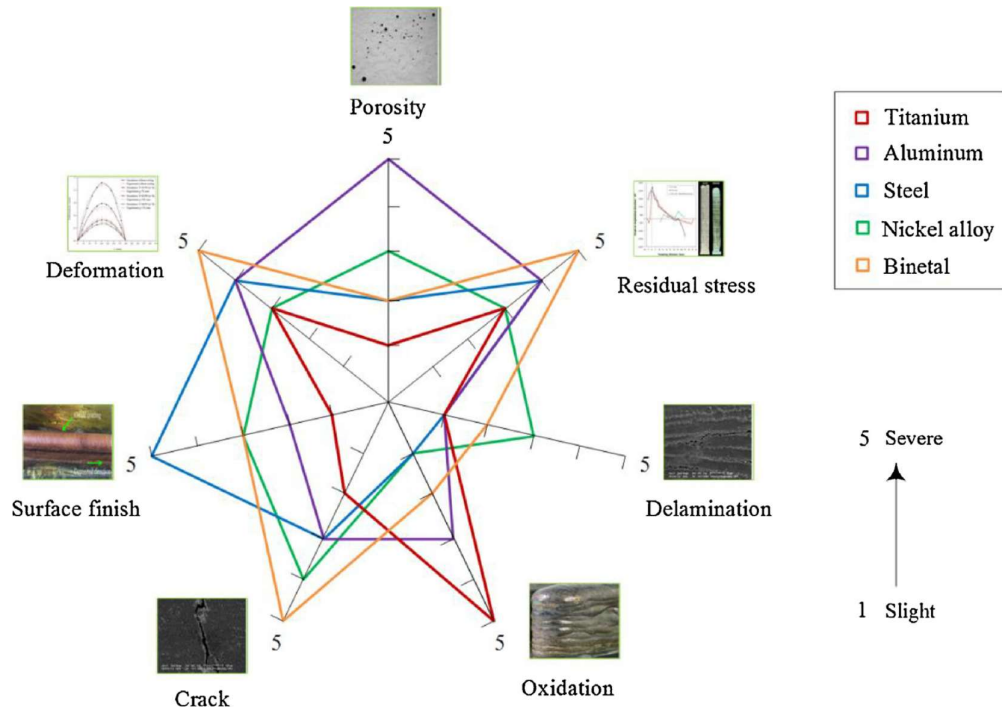 Porosity
5
Titanium
Aluminum
Steel
Nickel alloy
Binetal
5
Deformation
5
Residual stress
5
Surface finish
5
Delamination
5 Severe
1 Slight
5
Crack
5
Oxidation